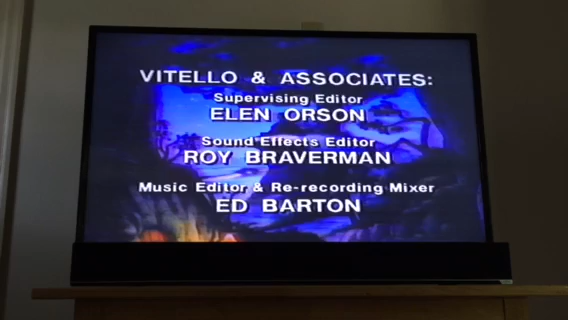 VITELLO & ASSOCIATES:
Supervising Editor
ELEN ORSON
Sound Effects Editor
ROY BRAVERMAN
Music Editor & Re-recording Mixer
ED BARTON